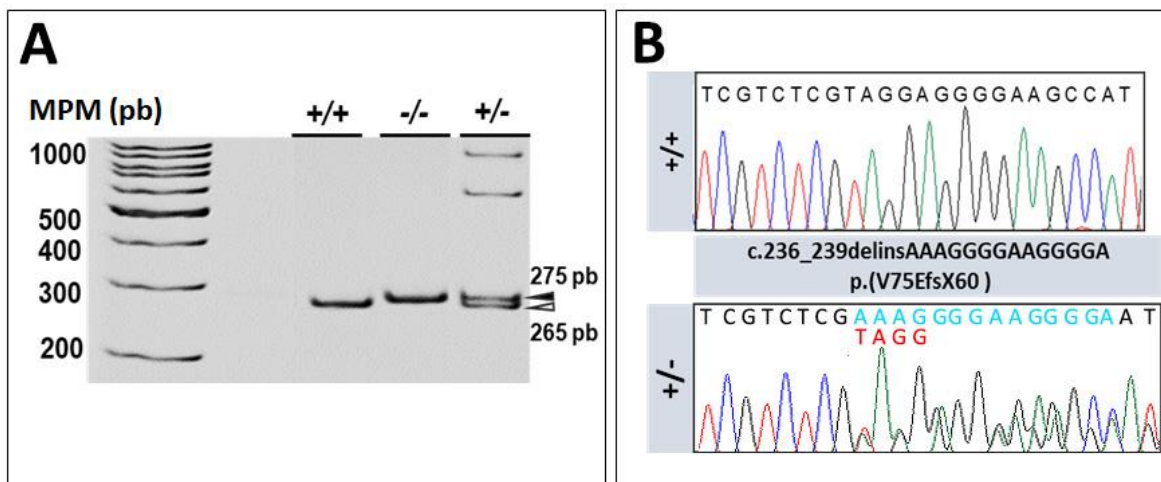 A
MPM (pb)
+/+
-/-
+/-
1000
500
400
300
200
275 pb
265 pb
B
+/+
TCGTCTCGTAGGAGGGGAAGCCAT
c.236_239delinsAAAGGGGAAGGGGA
p.(V75EfsX60 )
+/-
TCGTCTCGAAAGGGGAAGGGGAAT
TAGG